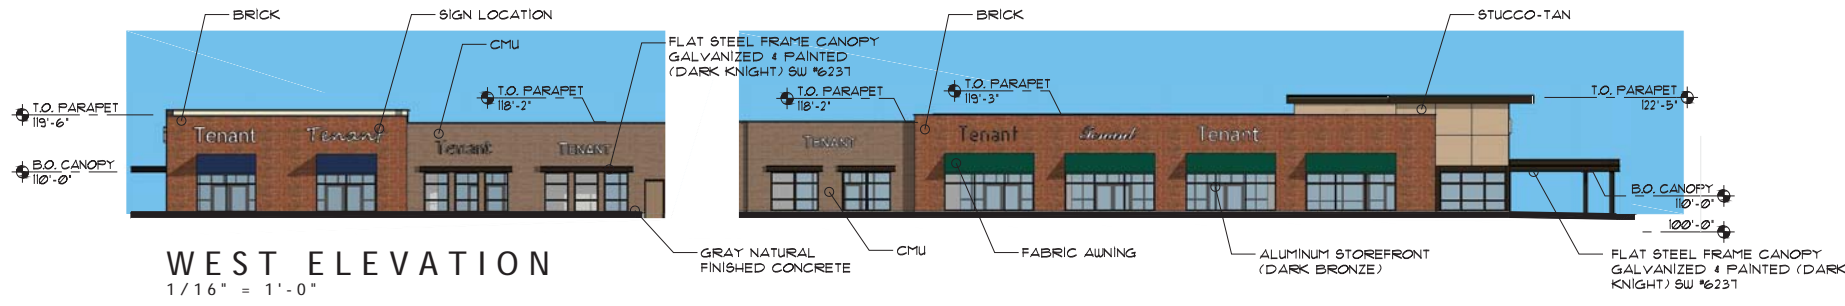 BRICK
SIGN LOCATION
CMU
FLAT STEEL FRAME CANOPY
GALVANIZED & PAINTED
(DARK KNIGHT) SW #6237
BRICK
STUCCO-TAN
T.O. PARAPET
119'-6"
T.O. PARAPET
118'-2"
T.O. PARAPET
118'-2"
T.O. PARAPET
119'-3"
T.O. PARAPET
122'-5"
Tenant
Tenant
Tenant
TENANT
TENANT
Tenant
Tenant
Tenant
B.O. CANOPY
110'-0"
B.O. CANOPY
110'-0"
100'-0"
GRAY NATURAL
FINISHED CONCRETE
CMU
FABRIC AWNING
ALUMINUM STOREFRONT
(DARK BRONZE)
FLAT STEEL FRAME CANOPY
GALVANIZED & PAINTED (DARK
KNIGHT) SW #6237
WEST ELEVATION
1/16" = 1'-0"